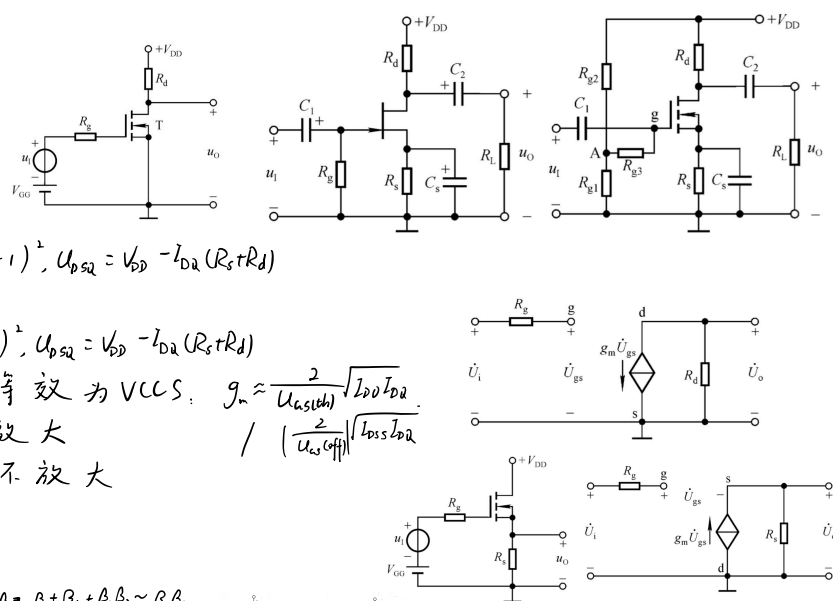 +V_DD
R_d
R_g
T
u_I
V_GG
u_O
+V_DD
R_d
C_2
C_1
R_g
R_s
C_s
R_L
u_I
u_O
+V_DD
R_g2
R_d
C_2
C_1
g
A
R_g3
R_g1
R_s
C_s
R_L
u_I
u_O
-1)², U_DSQ = V_DD - I_DQ(R_s+R_d)
)², U_DSQ = V_DD - I_DQ(R_s+R_d)
等效为VCCS. g_m ≈ 2/U_GS(th) √(I_DO I_DQ).
放大 / |2/U_GS(off)| √(I_DSS I_DQ)
不放大
R_g
g
d
U̇_i
U̇_gs
g_m U̇_gs
R_d
U̇_o
s
+V_DD
R_g
u_I
V_GG
R_s
u_O
R_g
g
s
U̇_i
U̇_gs
g_m U̇_gs
R_s
d